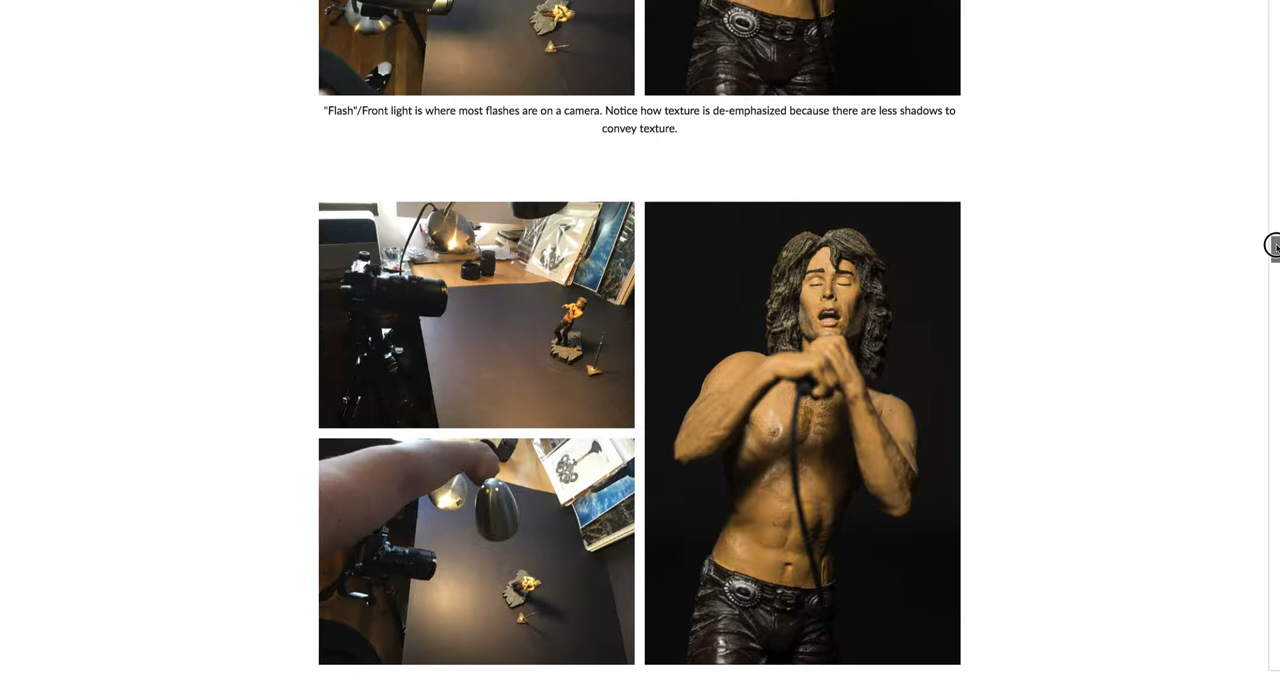 "Flash"/Front light is where most flashes are on a camera. Notice how texture is de-emphasized because there are less shadows to
convey texture.